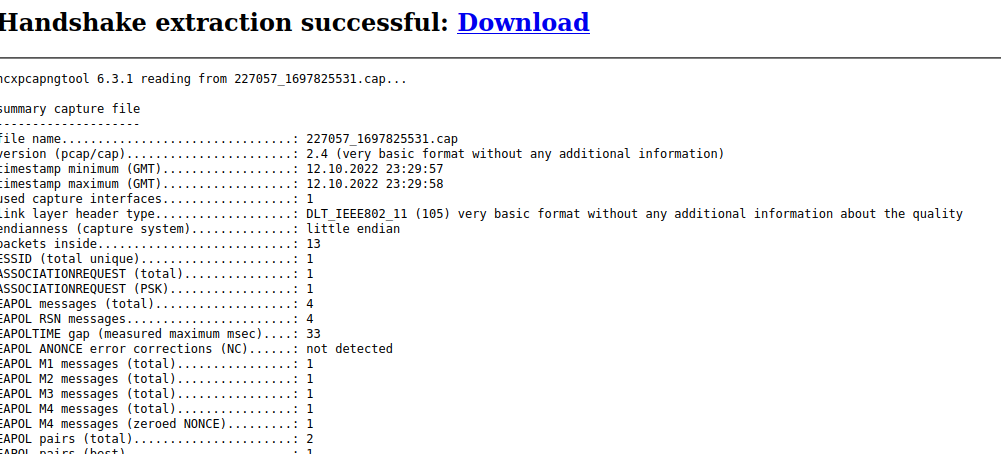 Handshake extraction successful: Download
hcxpcapngtool 6.3.1 reading from 227057_1697825531.cap...
summary capture file
--------------------
file name................................: 227057_1697825531.cap
version (pcap/cap).......................: 2.4 (very basic format without any additional information)
timestamp minimum (GMT)..................: 12.10.2022 23:29:57
timestamp maximum (GMT)..................: 12.10.2022 23:29:58
used capture interfaces..................: 1
link layer header type...................: DLT_IEEE802_11 (105) very basic format without any additional information about the quality
endianness (capture system)..............: little endian
packets inside...........................: 13
ESSID (total unique).....................: 1
ASSOCIATIONREQUEST (total)...............: 1
ASSOCIATIONREQUEST (PSK).................: 1
EAPOL messages (total)...................: 4
EAPOL RSN messages.......................: 4
EAPOLTIME gap (measured maximum msec)....: 33
EAPOL ANONCE error corrections (NC)......: not detected
EAPOL M1 messages (total)................: 1
EAPOL M2 messages (total)................: 1
EAPOL M3 messages (total)................: 1
EAPOL M4 messages (total)................: 1
EAPOL M4 messages (zeroed NONCE).........: 1
EAPOL pairs (total)......................: 2
EAPOL pairs (best).......................: 1